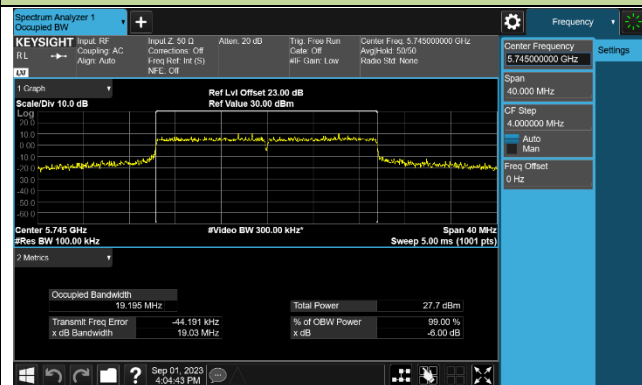 Spectrum Analyzer 1
Occupied BW
+
Frequency
KEYSIGHT
RL
LXI
Input: RF
Coupling: AC
Align: Auto
Input Z: 50 Ω
Corrections: Off
Freq Ref: Int (S)
NFE: Off
Atten: 20 dB
Trig: Free Run
Gate: Off
#IF Gain: Low
Center Freq: 5.745000000 GHz
Avg|Hold: 50/50
Radio Std: None
Center Frequency
5.745000000 GHz
Settings
Span
40.000 MHz
CF Step
4.000000 MHz
Auto
Man
Freq Offset
0 Hz
1 Graph
Scale/Div 10.0 dB
Ref Lvl Offset 23.00 dB
Ref Value 30.00 dBm
Log
20.0
10.0
0.00
-10.0
-20.0
-30.0
-40.0
-50.0
-60.0
Center 5.745 GHz
#Video BW 300.00 kHz*
Span 40 MHz
#Res BW 100.00 kHz
Sweep 5.00 ms (1001 pts)
2 Metrics
Occupied Bandwidth
19.195 MHz
Total Power
27.7 dBm
Transmit Freq Error
-44.191 kHz
% of OBW Power
99.00 %
x dB Bandwidth
19.03 MHz
x dB
-6.00 dB
?
Sep 01, 2023
4:04:43 PM